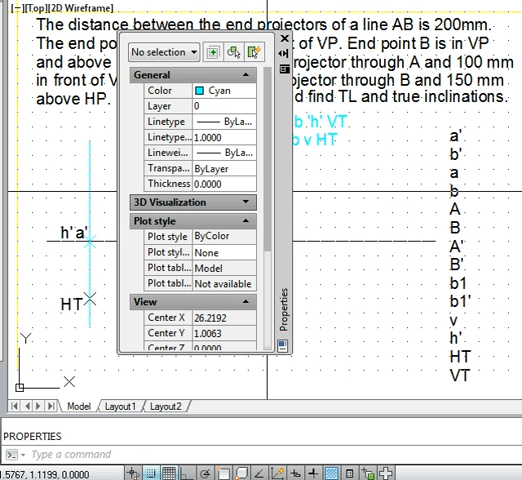 [−][Top][2D Wireframe]
The distance between the end projectors of a line AB is 200mm.
The end po of VP. End point B is in VP
and above rojector through A and 100 mm
in front of V ojector through B and 150 mm
above HP. d find TL and true inclinations.
No selection
General
Color Cyan
Layer 0
Linetype ByLa...
Linetype... 1.0000
Linewei... ByLa...
Transpa... ByLayer
Thickness 0.0000
3D Visualization
Plot style
Plot style ByColor
Plot styl... None
Plot tabl... Model
Plot tabl... Not available
View
Center X 26.2192
Center Y 1.0063
Center Z 0.0000
Properties
b 'h' VT
b v HT
h' a'
HT
a'
b'
a
b
A
B
A'
B'
b1
b1'
v
h'
HT
VT
Y
X
Model Layout1 Layout2
PROPERTIES
Type a command
1.5767, 1.1199, 0.0000